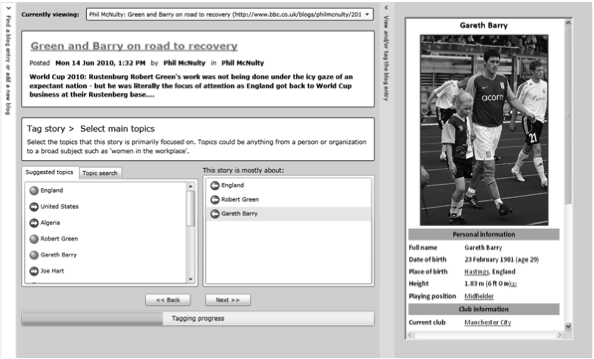 Find a blog entry or add a new blog
Currently viewing:
Phil McNulty: Green and Barry on road to recovery (http://www.bbc.co.uk/blogs/philmcnulty/201
Green and Barry on road to recovery
Posted Mon 14 Jun 2010, 1:32 PM by Phil McNulty in Phil McNulty
World Cup 2010: Rustenburg Robert Green's work was not being done under the icy gaze of an
expectant nation - but he was literally the focus of attention as England got back to World Cup
business at their Rustenberg base....
Tag story > Select main topics
Select the topics that this story is primarily focused on. Topics could be anything from a person or organization
to a broad subject such as 'women in the workplace'.
Suggested topics
Topic search
England
United States
Algeria
Robert Green
Gareth Barry
Joe Hart
This story is mostly about:
England
Robert Green
Gareth Barry
<< Back
Next >>
Tagging progress
View and/or tag the blog entry
Gareth Barry
acorn
Personal information
Full name Gareth Barry
Date of birth 23 February 1981 (age 29)
Place of birth Hastings, England
Height 1.83 m (6 ft 0 in)[1]
Playing position Midfielder
Club information
Current club Manchester City